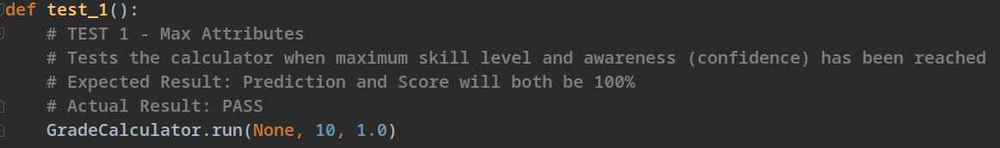 def test_1():
# TEST 1 - Max Attributes
# Tests the calculator when maximum skill level and awareness (confidence) has been reached
# Expected Result: Prediction and Score will both be 100%
# Actual Result: PASS
GradeCalculator.run(None, 10, 1.0)